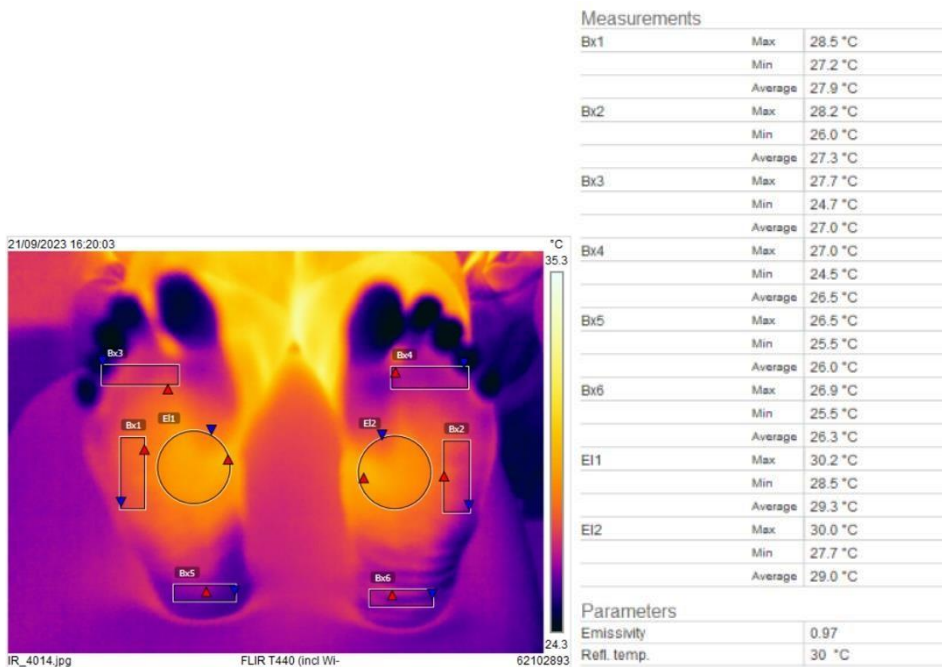 Measurements
Bx1 Max 28.5 °C
Min 27.2 °C
Average 27.9 °C
Bx2 Max 28.2 °C
Min 26.0 °C
Average 27.3 °C
Bx3 Max 27.7 °C
Min 24.7 °C
Average 27.0 °C
Bx4 Max 27.0 °C
Min 24.5 °C
Average 26.5 °C
Bx5 Max 26.5 °C
Min 25.5 °C
Average 26.0 °C
Bx6 Max 26.9 °C
Min 25.5 °C
Average 26.3 °C
El1 Max 30.2 °C
Min 28.5 °C
Average 29.3 °C
El2 Max 30.0 °C
Min 27.7 °C
Average 29.0 °C
Parameters
Emissivity 0.97
Refl. temp. 30 °C
21/09/2023 16:20:03 °C
35.3
Bx3
Bx4
El1
Bx1
El2
Bx2
Bx5
Bx6
24.3
IR_4014.jpg FLIR T440 (incl Wi- 62102893